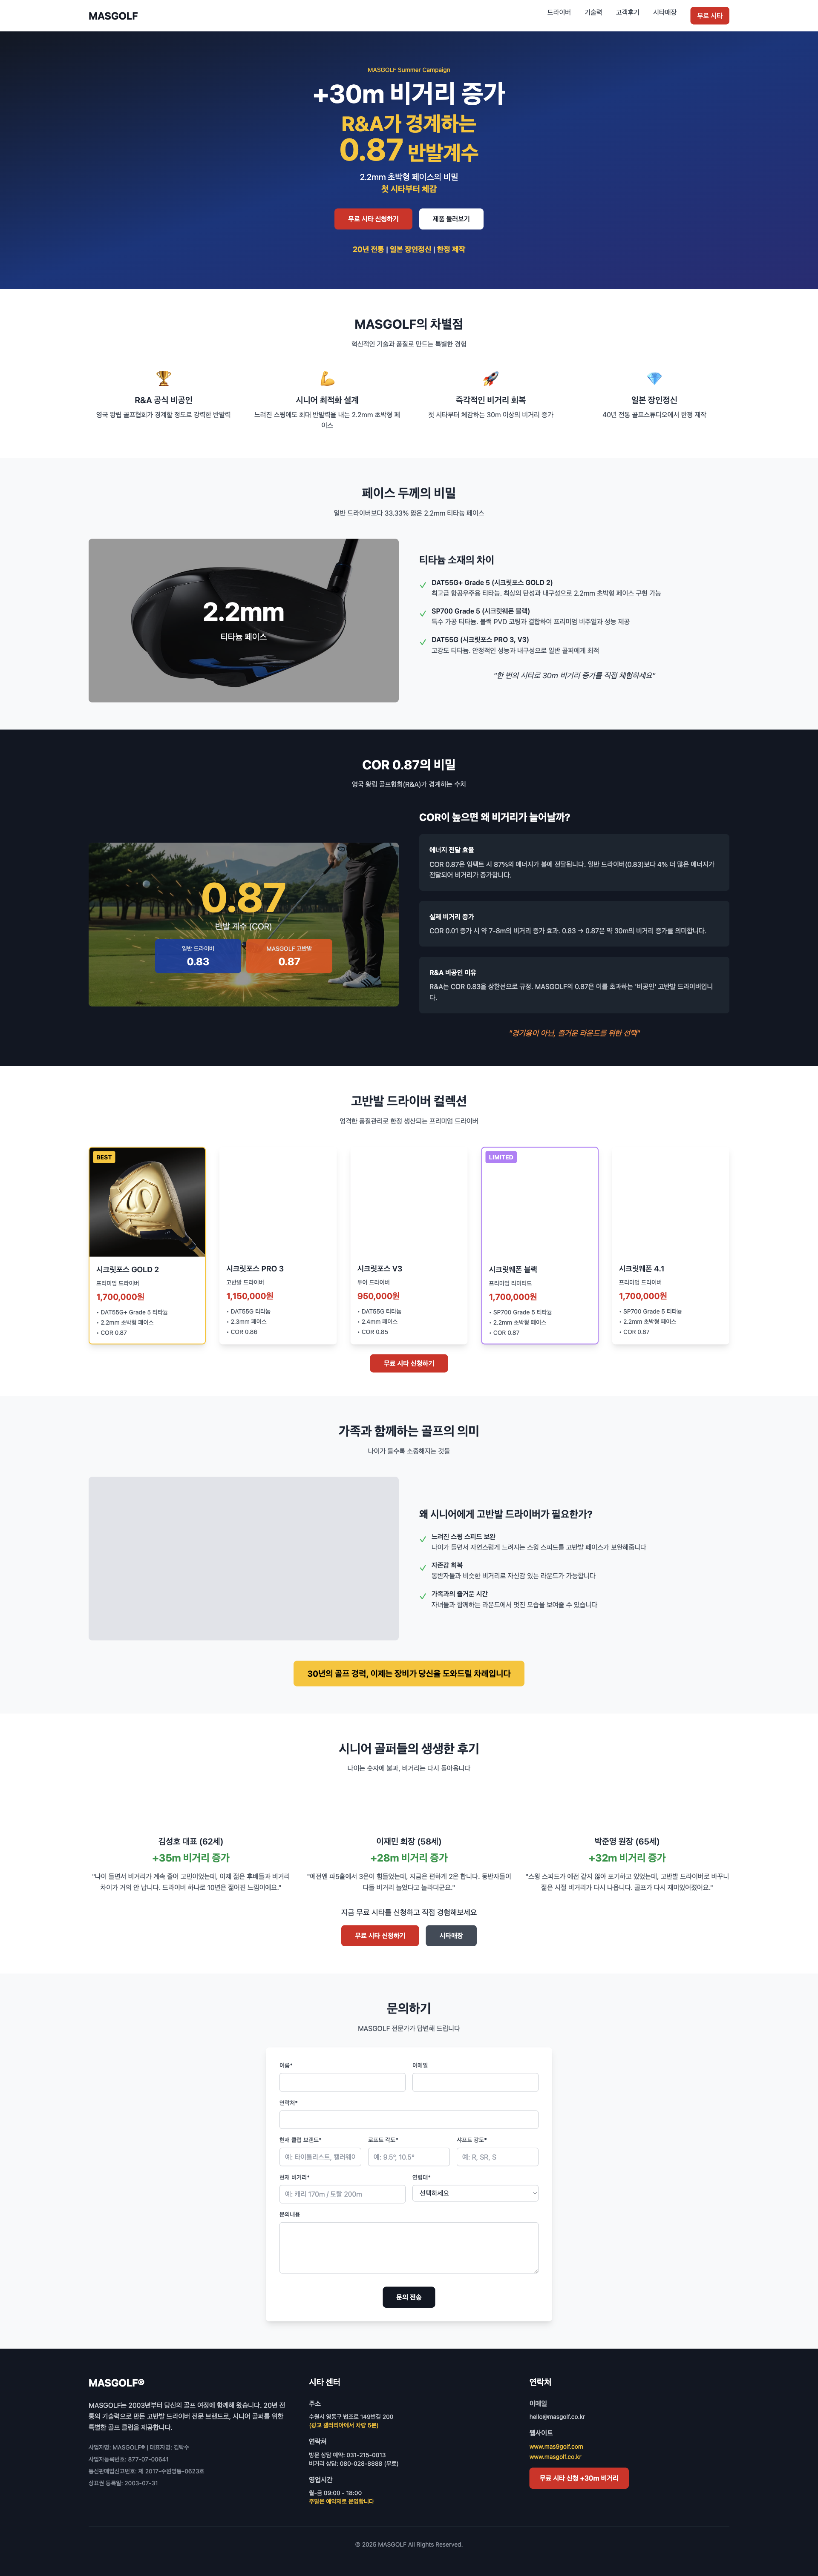 MASGOLF
드라이버
기술력
고객후기
시타매장
무료 시타
MASGOLF Summer Campaign
+30m 비거리 증가
R&A가 경계하는
0.87 반발계수
2.2mm 초박형 페이스의 비밀
첫 시타부터 체감
무료 시타 신청하기
제품 둘러보기
20년 전통 | 일본 장인정신 | 한정 제작
MASGOLF의 차별점
혁신적인 기술과 품질로 만드는 특별한 경험
R&A 공식 비공인
영국 왕립 골프협회가 경계할 정도로 강력한 반발력
시니어 최적화 설계
느려진 스윙에도 최대 반발력을 내는 2.2mm 초박형 페
이스
즉각적인 비거리 회복
첫 시타부터 체감하는 30m 이상의 비거리 증가
일본 장인정신
40년 전통 골프스튜디오에서 한정 제작
페이스 두께의 비밀
일반 드라이버보다 33.33% 얇은 2.2mm 티타늄 페이스
2.2mm
티타늄 페이스
티타늄 소재의 차이
DAT55G+ Grade 5 (시크릿포스 GOLD 2)
최고급 항공우주용 티타늄. 최상의 탄성과 내구성으로 2.2mm 초박형 페이스 구현 가능
SP700 Grade 5 (시크릿웨폰 블랙)
특수 가공 티타늄. 블랙 PVD 코팅과 결합하여 프리미엄 비주얼과 성능 제공
DAT55G (시크릿포스 PRO 3, V3)
고강도 티타늄. 안정적인 성능과 내구성으로 일반 골퍼에게 최적
"한 번의 시타로 30m 비거리 증가를 직접 체험하세요"
COR 0.87의 비밀
영국 왕립 골프협회(R&A)가 경계하는 수치
0.87
반발 계수 (COR)
일반 드라이버
0.83
MASGOLF 고반발
0.87
COR이 높으면 왜 비거리가 늘어날까?
에너지 전달 효율
COR 0.87은 임팩트 시 87%의 에너지가 볼에 전달됩니다. 일반 드라이버(0.83)보다 4% 더 많은 에너지가
전달되어 비거리가 증가합니다.
실제 비거리 증가
COR 0.01 증가 시 약 7-8m의 비거리 증가 효과. 0.83 → 0.87은 약 30m의 비거리 증가를 의미합니다.
R&A 비공인 이유
R&A는 COR 0.83을 상한선으로 규정. MASGOLF의 0.87은 이를 초과하는 '비공인' 고반발 드라이버입니
다.
"경기용이 아닌, 즐거운 라운드를 위한 선택"
고반발 드라이버 컬렉션
엄격한 품질관리로 한정 생산되는 프리미엄 드라이버
BEST
시크릿포스 GOLD 2
프리미엄 드라이버
1,700,000원
• DAT55G+ Grade 5 티타늄
• 2.2mm 초박형 페이스
• COR 0.87
시크릿포스 PRO 3
고반발 드라이버
1,150,000원
• DAT55G 티타늄
• 2.3mm 페이스
• COR 0.86
시크릿포스 V3
투어 드라이버
950,000원
• DAT55G 티타늄
• 2.4mm 페이스
• COR 0.85
LIMITED
시크릿웨폰 블랙
프리미엄 리미티드
1,700,000원
• SP700 Grade 5 티타늄
• 2.2mm 초박형 페이스
• COR 0.87
시크릿웨폰 4.1
프리미엄 드라이버
1,700,000원
• SP700 Grade 5 티타늄
• 2.2mm 초박형 페이스
• COR 0.87
무료 시타 신청하기
가족과 함께하는 골프의 의미
나이가 들수록 소중해지는 것들
왜 시니어에게 고반발 드라이버가 필요한가?
느려진 스윙 스피드 보완
나이가 들면서 자연스럽게 느려지는 스윙 스피드를 고반발 페이스가 보완해줍니다
자존감 회복
동반자들과 비슷한 비거리로 자신감 있는 라운드가 가능합니다
가족과의 즐거운 시간
자녀들과 함께하는 라운드에서 멋진 모습을 보여줄 수 있습니다
30년의 골프 경력, 이제는 장비가 당신을 도와드릴 차례입니다
시니어 골퍼들의 생생한 후기
나이는 숫자에 불과, 비거리는 다시 돌아옵니다
김성호 대표 (62세)
+35m 비거리 증가
"나이 들면서 비거리가 계속 줄어 고민이었는데, 이제 젊은 후배들과 비거리
차이가 거의 안 납니다. 드라이버 하나로 10년은 젊어진 느낌이에요."
이재민 회장 (58세)
+28m 비거리 증가
"예전엔 파5홀에서 3온이 힘들었는데, 지금은 편하게 2온 합니다. 동반자들이
다들 비거리 늘었다고 놀라더군요."
박준영 원장 (65세)
+32m 비거리 증가
"스윙 스피드가 예전 같지 않아 포기하고 있었는데, 고반발 드라이버로 바꾸니
젊은 시절 비거리가 다시 나옵니다. 골프가 다시 재미있어졌어요."
지금 무료 시타를 신청하고 직접 경험해보세요
무료 시타 신청하기
시타매장
문의하기
MASGOLF 전문가가 답변해 드립니다
이름*
이메일
연락처*
현재 클럽 브랜드*
로프트 각도*
샤프트 강도*
예: 타이틀리스트, 캘러웨이
예: 9.5°, 10.5°
예: R, SR, S
현재 비거리*
연령대*
예: 캐리 170m / 토탈 200m
선택하세요
문의내용
문의 전송
MASGOLF®
MASGOLF는 2003년부터 당신의 골프 여정에 함께해 왔습니다. 20년 전
통의 기술력으로 만든 고반발 드라이버 전문 브랜드로, 시니어 골퍼를 위한
특별한 골프 클럽을 제공합니다.
사업자명: MASGOLF® | 대표자명: 김탁수
사업자등록번호: 877-07-00641
통신판매업신고번호: 제 2017-수원영통-0623호
상표권 등록일: 2003-07-31
시타 센터
주소
수원시 영통구 법조로 149번길 200
(광교 갤러리아에서 차량 5분)
연락처
방문 상담 예약: 031-215-0013
비거리 상담: 080-028-8888 (무료)
영업시간
월-금 09:00 - 18:00
주말은 예약제로 운영합니다
연락처
이메일
hello@masgolf.co.kr
웹사이트
www.mas9golf.com
www.masgolf.co.kr
무료 시타 신청 +30m 비거리
© 2025 MASGOLF All Rights Reserved.